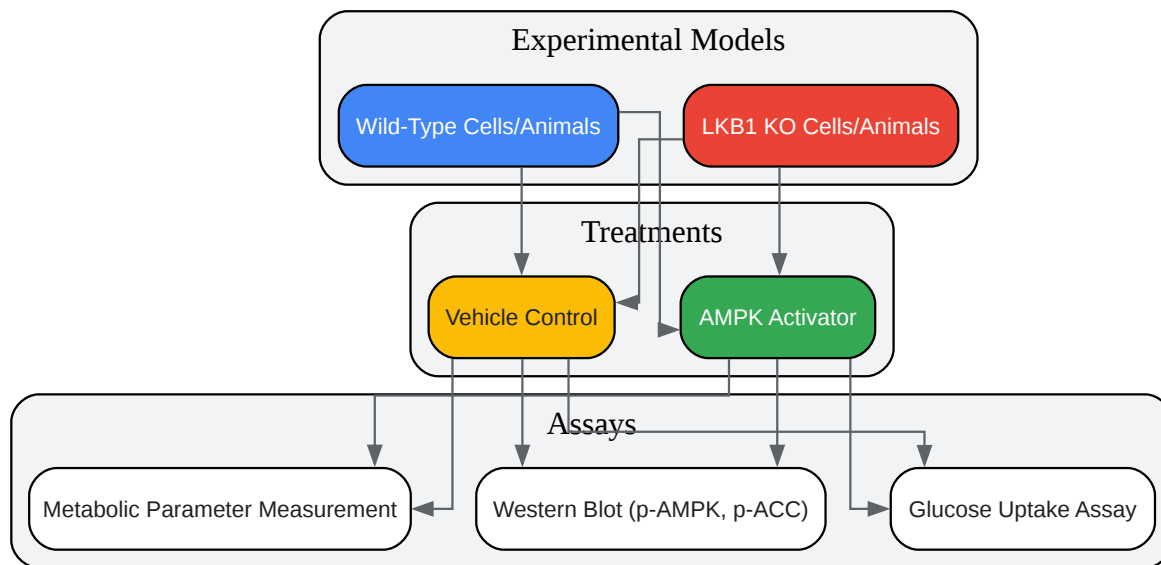 Experimental Models
Wild-Type Cells/Animals
LKB1 KO Cells/Animals
Treatments
Vehicle Control
AMPK Activator
Assays
Metabolic Parameter Measurement
Western Blot (p-AMPK, p-ACC)
Glucose Uptake Assay